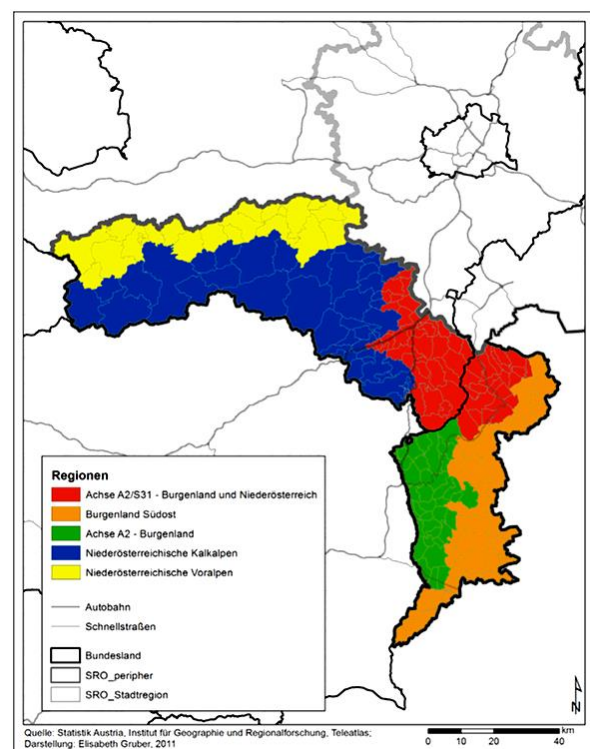 Regionen
Achse A2/S31 - Burgenland und Niederösterreich
Burgenland Südost
Achse A2 - Burgenland
Niederösterreichische Kalkalpen
Niederösterreichische Voralpen
Autobahn
Schnellstraßen
Bundesland
SRO_peripher
SRO_Stadtregion
Quelle: Statistik Austria, Institut für Geographie und Regionalforschung, Teleatlas;
Darstellung: Elisabeth Gruber, 2011
km
0 10 20 40
N